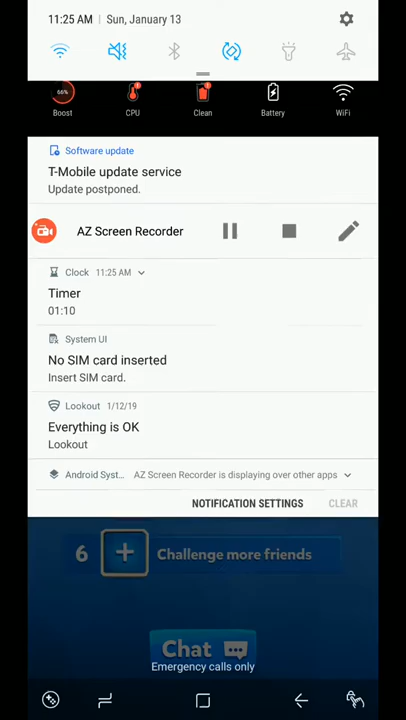 11:25 AM | Sun, January 13
66%
Boost
CPU
Clean
Battery
WiFi
Software update
T-Mobile update service
Update postponed.
AZ Screen Recorder
Clock 11:25 AM
Timer
01:10
System UI
No SIM card inserted
Insert SIM card.
Lookout 1/12/19
Everything is OK
Lookout
Android Syst... AZ Screen Recorder is displaying over other apps
NOTIFICATION SETTINGS
CLEAR
6 + Challenge more friends
Chat
Emergency calls only